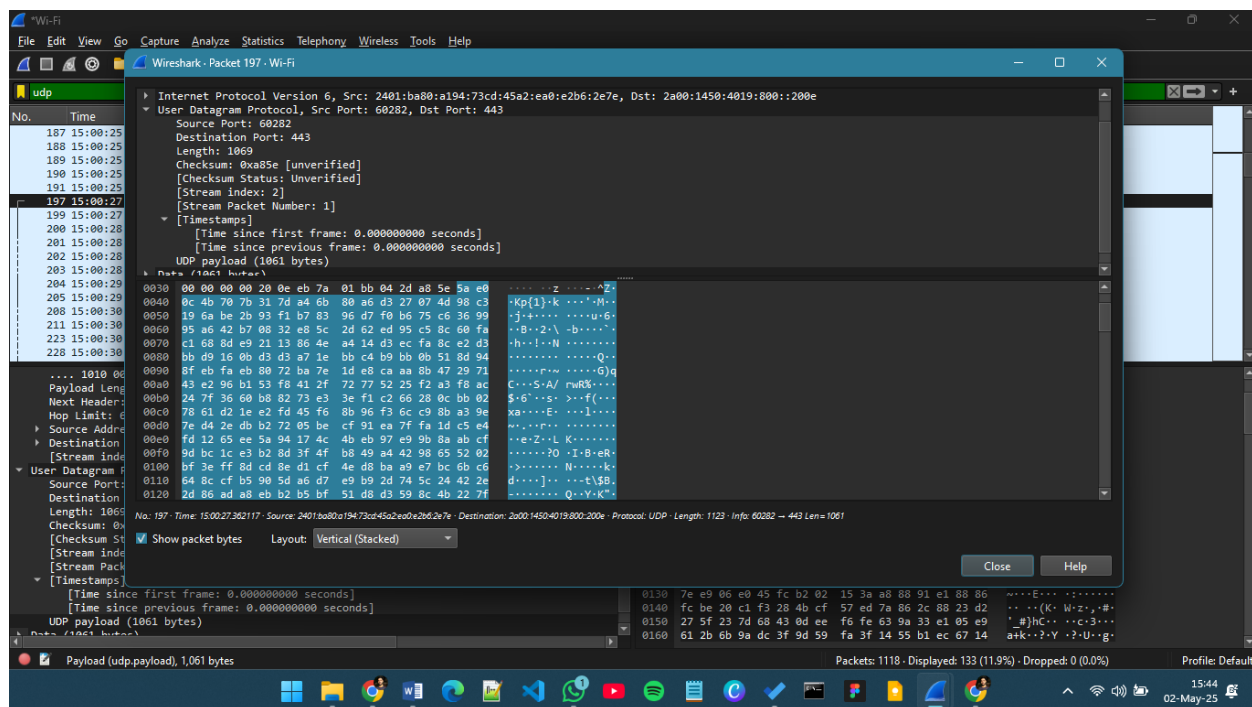 *Wi-Fi
File Edit View Go Capture Analyze Statistics Telephony Wireless Tools Help
Wireshark · Packet 197 · Wi-Fi
udp
No. Time
187 15:00:25
188 15:00:25
189 15:00:25
190 15:00:25
191 15:00:25
197 15:00:27
199 15:00:27
200 15:00:28
201 15:00:28
202 15:00:28
203 15:00:28
204 15:00:29
205 15:00:29
208 15:00:30
211 15:00:30
223 15:00:30
228 15:00:30
Internet Protocol Version 6, Src: 2401:ba80:a194:73cd:45a2:ea0:e2b6:2e7e, Dst: 2a00:1450:4019:800::200e
User Datagram Protocol, Src Port: 60282, Dst Port: 443
Source Port: 60282
Destination Port: 443
Length: 1069
Checksum: 0xa85e [unverified]
[Checksum Status: Unverified]
[Stream index: 2]
[Stream Packet Number: 1]
[Timestamps]
[Time since first frame: 0.000000000 seconds]
[Time since previous frame: 0.000000000 seconds]
UDP payload (1061 bytes)
Data (1061 bytes)
0030 00 00 00 00 20 0e eb 7a 01 bb 04 2d a8 5e 5a e0 ···· ··z ···-·^Z·
0040 0c 4b 70 7b 31 7d a4 6b 80 a6 d3 27 07 4d 98 c3 ·Kp{1}·k ···'·M··
0050 19 6a be 2b 93 f1 b7 83 96 d7 f0 b6 75 c6 36 99 ·j·+···· ····u·6·
0060 95 a6 42 b7 08 32 e8 5c 2d 62 ed 95 c5 8c 60 fa ··B··2·\ -b····`·
0070 c1 68 8d e9 21 13 86 4e a4 14 d3 ec fa 8c e2 d3 ·h··!··N ········
0080 bb d9 16 0b d3 d3 a7 1e bb c4 b9 bb 0b 51 8d 94 ········ ·····Q··
0090 8f eb fa eb 80 72 ba 7e 1d e8 ca aa 8b 47 29 71 ·····r·~ ·····G)q
00a0 43 e2 96 b1 53 f8 41 2f 72 77 52 25 f2 a3 f8 ac C···S·A/ rwR%····
00b0 24 7f 36 60 b8 82 73 e3 3e f1 c2 66 28 0c bb 02 $·6`··s· >··f(···
00c0 78 61 d2 1e e2 fd 45 f6 8b 96 f3 6c c9 8b a3 9e xa····E· ···l····
00d0 7e d4 2e db b2 72 05 be cf 91 ea 7f fa 1d c5 e4 ~·.··r·· ········
00e0 fd 12 65 ee 5a 94 17 4c 4b eb 97 e9 9b 8a ab cf ··e·Z··L K·······
00f0 9d bc 1c e3 b2 8d 3f 4f b8 49 a4 42 98 65 52 02 ······?O ·I·B·eR·
0100 bf 3e ff 8d cd 8e d1 cf 4e d8 ba a9 e7 bc 6b c6 ·>······ N·····k·
0110 64 8c cf b5 90 5d a6 d7 e9 b9 2d 74 5c 24 42 2e d····]·· ··-t\$B.
0120 2d 86 ad a8 eb b2 b5 bf 51 d8 d3 59 8c 4b 22 7f -······· Q··Y·K"·
No.: 197 · Time: 15:00:27.362117 · Source: 2401:ba80:a194:73cd:45a2:ea0:e2b6:2e7e · Destination: 2a00:1450:4019:800::200e · Protocol: UDP · Length: 1123 · Info: 60282 → 443 Len=1061
Show packet bytes Layout: Vertical (Stacked)
Close Help
.... 1010 00
Payload Leng
Next Header:
Hop Limit: 6
Source Addre
Destination
[Stream inde
User Datagram P
Source Port:
Destination
Length: 1069
Checksum: 0x
[Checksum St
[Stream inde
[Stream Pack
[Timestamps]
[Time since first frame: 0.000000000 seconds]
[Time since previous frame: 0.000000000 seconds]
UDP payload (1061 bytes)
Data (1061 bytes)
0130 7e e9 06 e0 45 fc b2 02 15 3a a8 88 91 e1 88 86 ~···E··· ·:······
0140 fc be 20 c1 f3 28 4b cf 57 ed 7a 86 2c 88 23 d2 ·· ··(K· W·z·,·#·
0150 27 5f 23 7d 68 43 0d ee f6 fe 63 9a 33 e1 05 e9 '_#}hC·· ··c·3···
0160 61 2b 6b 9a dc 3f 9d 59 fa 3f 14 55 b1 ec 67 14 a+k··?·Y ·?·U··g·
Payload (udp.payload), 1,061 bytes
Packets: 1118 · Displayed: 133 (11.9%) · Dropped: 0 (0.0%)
Profile: Default
1
15:44
02-May-25